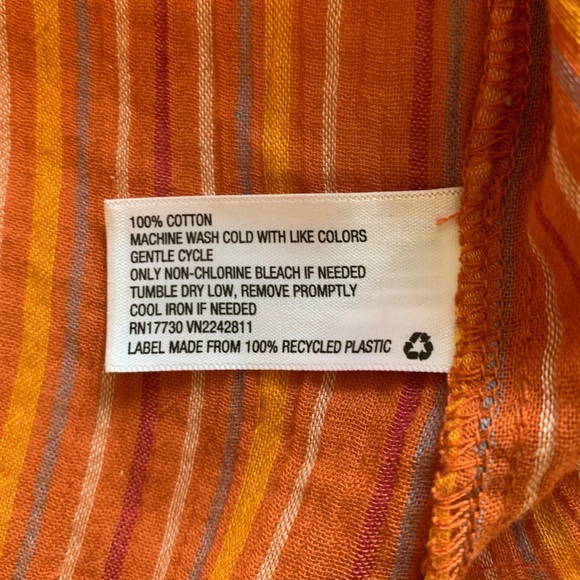 100% COTTON
MACHINE WASH COLD WITH LIKE COLORS
GENTLE CYCLE
ONLY NON-CHLORINE BLEACH IF NEEDED
TUMBLE DRY LOW, REMOVE PROMPTLY
COOL IRON IF NEEDED
RN17730 VN2242811
LABEL MADE FROM 100% RECYCLED PLASTIC